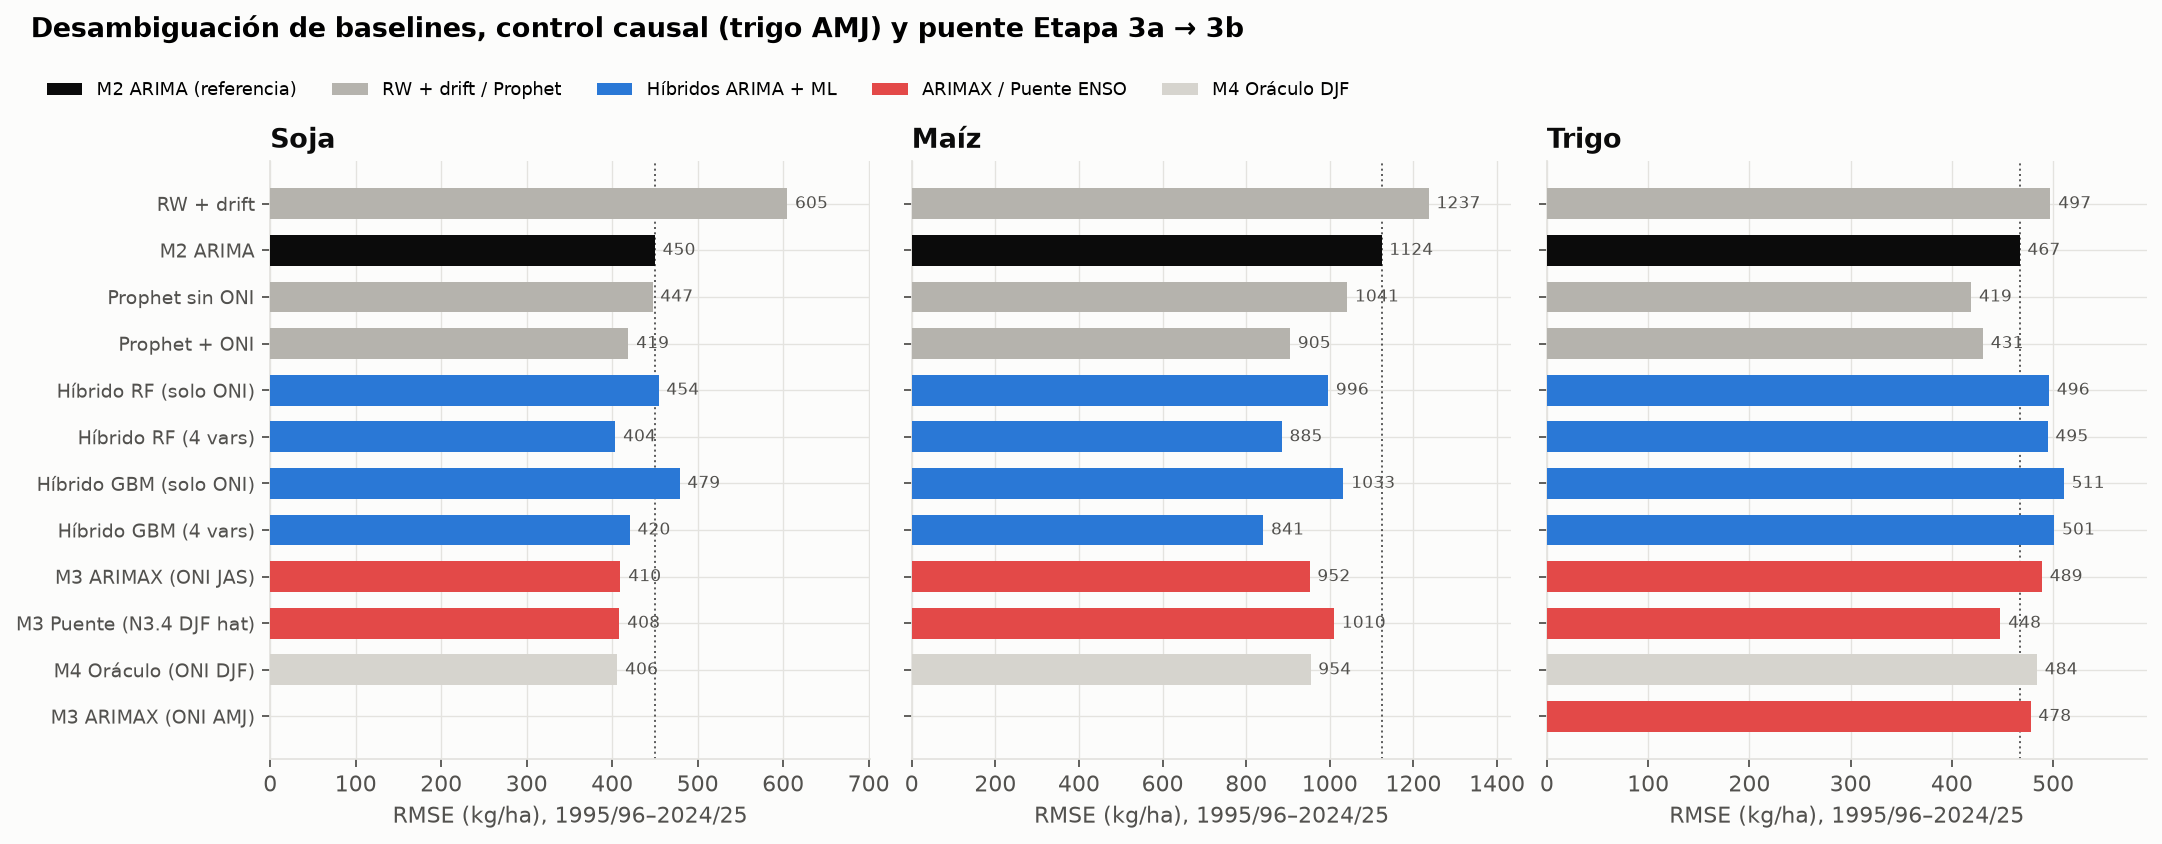 Desambiguación de baselines, control causal (trigo AMJ) y puente Etapa 3a → 3b
M2 ARIMA (referencia) RW + drift / Prophet Híbridos ARIMA + ML ARIMAX / Puente ENSO M4 Oráculo DJF
Soja Maíz Trigo
RW + drift 605 1237 497
M2 ARIMA 450 1124 467
Prophet sin ONI 447 1041 419
Prophet + ONI 419 905 431
Híbrido RF (solo ONI) 454 996 496
Híbrido RF (4 vars) 404 885 495
Híbrido GBM (solo ONI) 479 1033 511
Híbrido GBM (4 vars) 420 841 501
M3 ARIMAX (ONI JAS) 410 952 489
M3 Puente (N3.4 DJF hat) 408 1010 448
M4 Oráculo (ONI DJF) 406 954 484
M3 ARIMAX (ONI AMJ) 478
0 100 200 300 400 500 600 700 0 200 400 600 800 1000 1200 1400 0 100 200 300 400 500
RMSE (kg/ha), 1995/96–2024/25 RMSE (kg/ha), 1995/96–2024/25 RMSE (kg/ha), 1995/96–2024/25